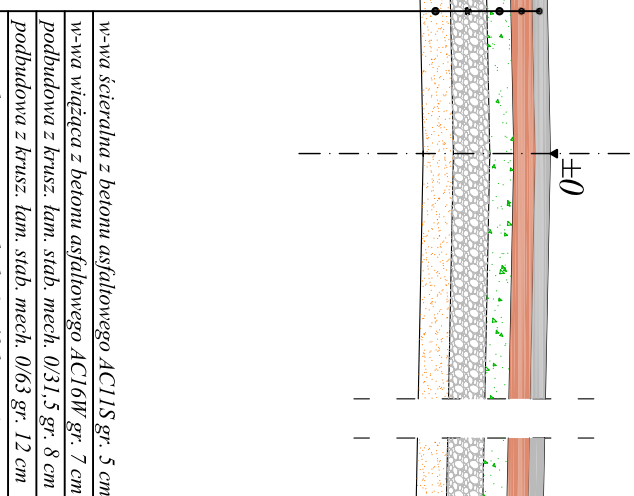 w-wa ścieralna z betonu asfaltowego AC11S gr. 5 cm
w-wa wiążąca z betonu asfaltowego AC16W gr. 7 cm
podbudowa z krusz. łam. stab. mech. 0/31,5 gr. 8 cm
podbudowa z krusz. łam. stab. mech. 0/63 gr. 12 cm
±0